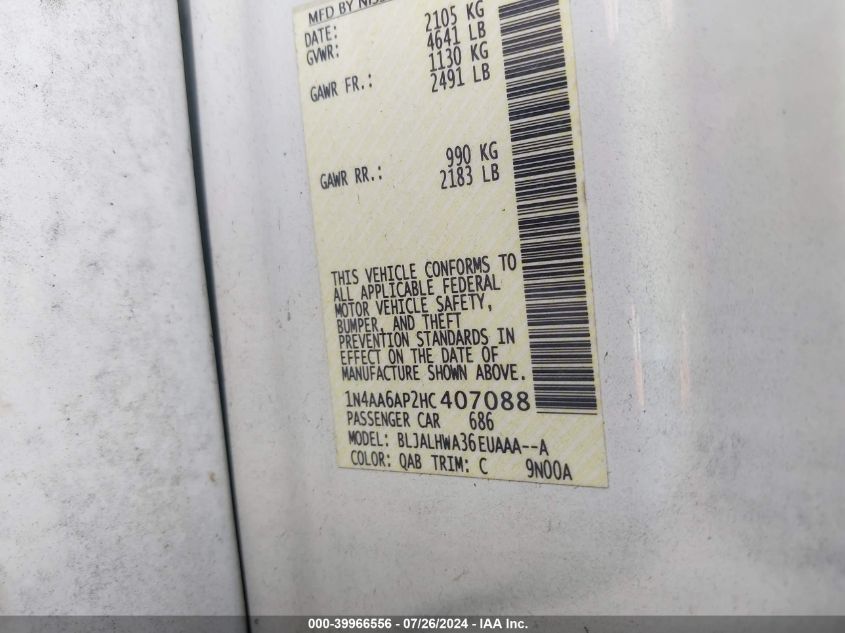 MFD BY
DATE:
GVWR: 2105 KG
4641 LB
GAWR FR.: 1130 KG
2491 LB
GAWR RR.: 990 KG
2183 LB
THIS VEHICLE CONFORMS TO
ALL APPLICABLE FEDERAL
MOTOR VEHICLE SAFETY,
BUMPER, AND THEFT
PREVENTION STANDARDS IN
EFFECT ON THE DATE OF
MANUFACTURE SHOWN ABOVE.
1N4AA6AP2HC407088
PASSENGER CAR 686
MODEL: BLJALHWA36EUAAA--A
COLOR: QAB TRIM: C 9N00A
000-39966556 - 07/26/2024 - IAA Inc.